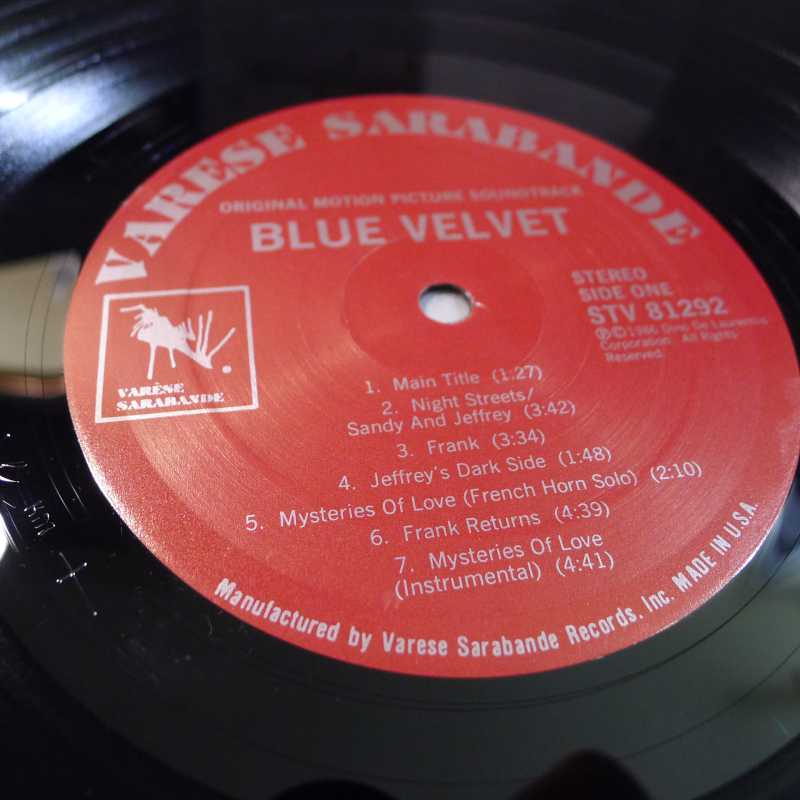 VARESE SARABANDE
ORIGINAL MOTION PICTURE SOUNDTRACK
BLUE VELVET
STEREO
SIDE ONE
STV 81292
Ⓟ©1986 Dino De Laurentiis
Corporation. All Rights
Reserved.
VARÈSE
SARABANDE
1. Main Title (1:27)
2. Night Streets/
Sandy And Jeffrey (3:42)
3. Frank (3:34)
4. Jeffrey's Dark Side (1:48)
5. Mysteries Of Love (French Horn Solo) (2:10)
6. Frank Returns (4:39)
7. Mysteries Of Love
(Instrumental) (4:41)
Manufactured by Varese Sarabande Records, Inc. MADE IN U.S.A.